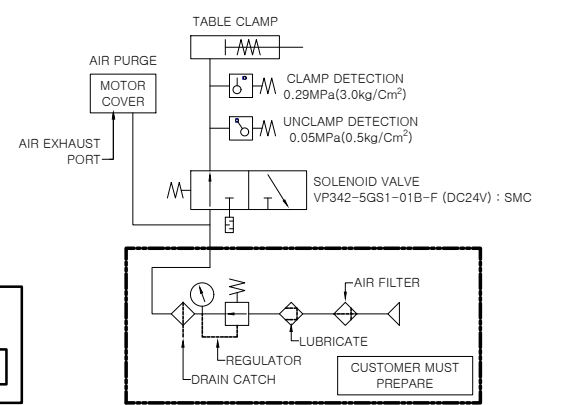 TABLE CLAMP
AIR PURGE
MOTOR
COVER
CLAMP DETECTION
0.29MPa(3.0kg/Cm²)
UNCLAMP DETECTION
0.05MPa(0.5kg/Cm²)
AIR EXHAUST
PORT
SOLENOID VALVE
VP342-5GS1-01B-F (DC24V) : SMC
AIR FILTER
LUBRICATE
REGULATOR
DRAIN CATCH
CUSTOMER MUST
PREPARE